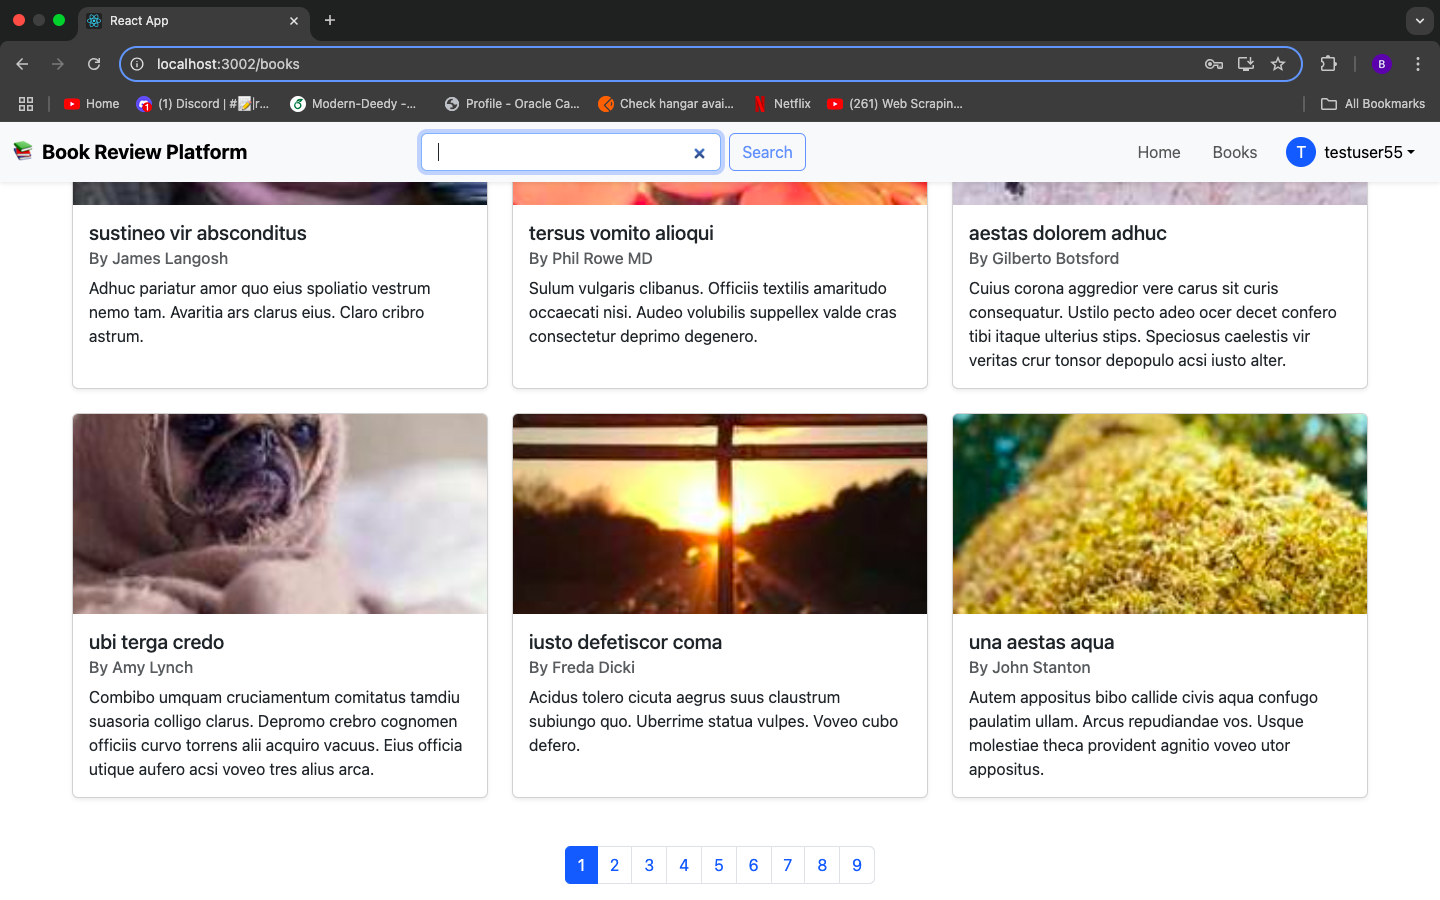 React App
localhost:3002/books
B
Home
(1) Discord | #📝|r...
Modern-Deedy -...
Profile - Oracle Ca...
Check hangar avai...
Netflix
(261) Web Scrapin...
All Bookmarks
Book Review Platform
Search
Home
Books
T
testuser55
sustineo vir absconditus
By James Langosh
Adhuc pariatur amor quo eius spoliatio vestrum
nemo tam. Avaritia ars clarus eius. Claro cribro
astrum.
tersus vomito alioqui
By Phil Rowe MD
Sulum vulgaris clibanus. Officiis textilis amaritudo
occaecati nisi. Audeo volubilis suppellex valde cras
consectetur deprimo degenero.
aestas dolorem adhuc
By Gilberto Botsford
Cuius corona aggredior vere carus sit curis
consequatur. Ustilo pecto adeo ocer decet confero
tibi itaque ulterius stips. Speciosus caelestis vir
veritas crur tonsor depopulo acsi iusto alter.
ubi terga credo
By Amy Lynch
Combibo umquam cruciamentum comitatus tamdiu
suasoria colligo clarus. Depromo crebro cognomen
officiis curvo torrens alii acquiro vacuus. Eius officia
utique aufero acsi voveo tres alius arca.
iusto defetiscor coma
By Freda Dicki
Acidus tolero cicuta aegrus suus claustrum
subiungo quo. Uberrime statua vulpes. Voveo cubo
defero.
una aestas aqua
By John Stanton
Autem appositus bibo callide civis aqua confugo
paulatim ullam. Arcus repudiandae vos. Usque
molestiae theca provident agnitio voveo utor
appositus.
1 2 3 4 5 6 7 8 9